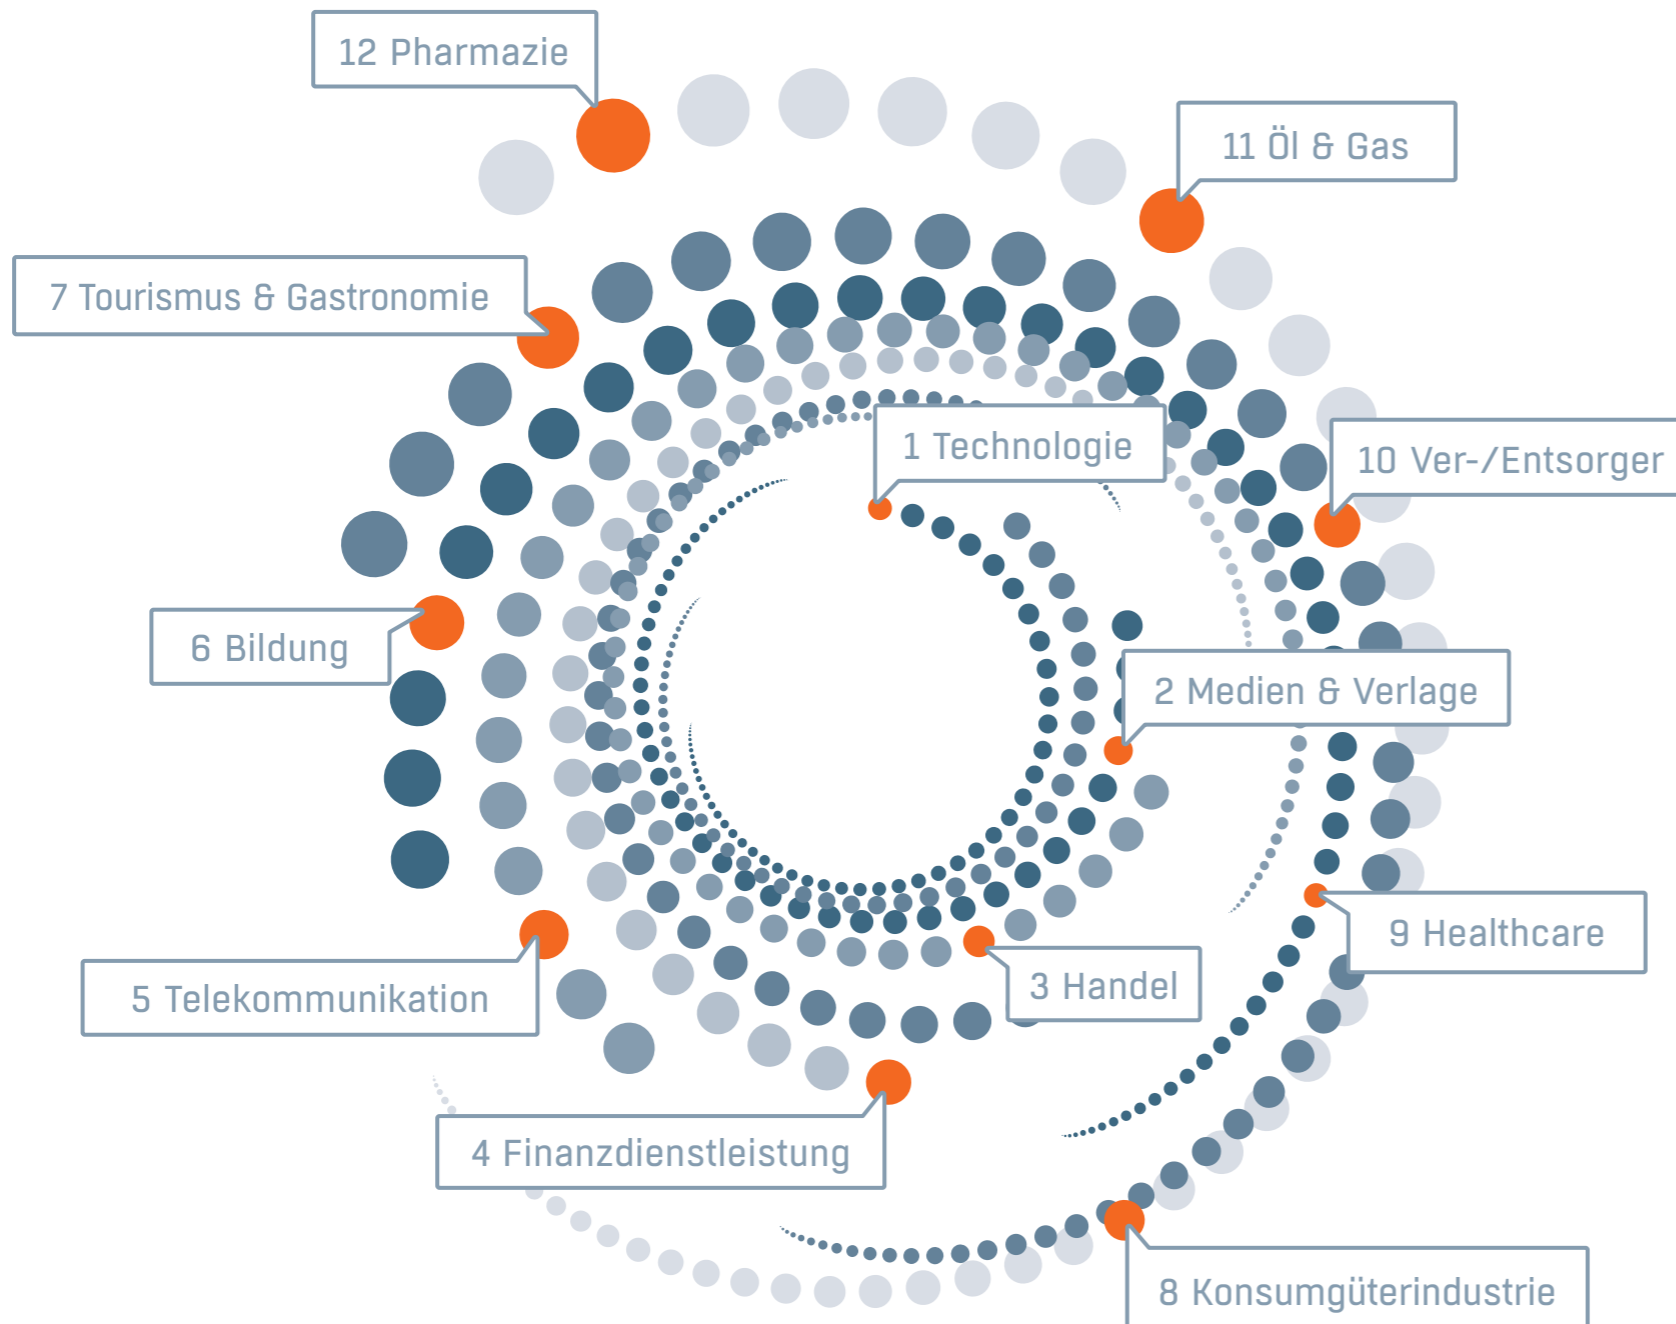 12 Pharmazie
11 Öl & Gas
7 Tourismus & Gastronomie
1 Technologie
10 Ver-/Entsorger
6 Bildung
2 Medien & Verlage
9 Healthcare
3 Handel
5 Telekommunikation
4 Finanzdienstleistung
8 Konsumgüterindustrie